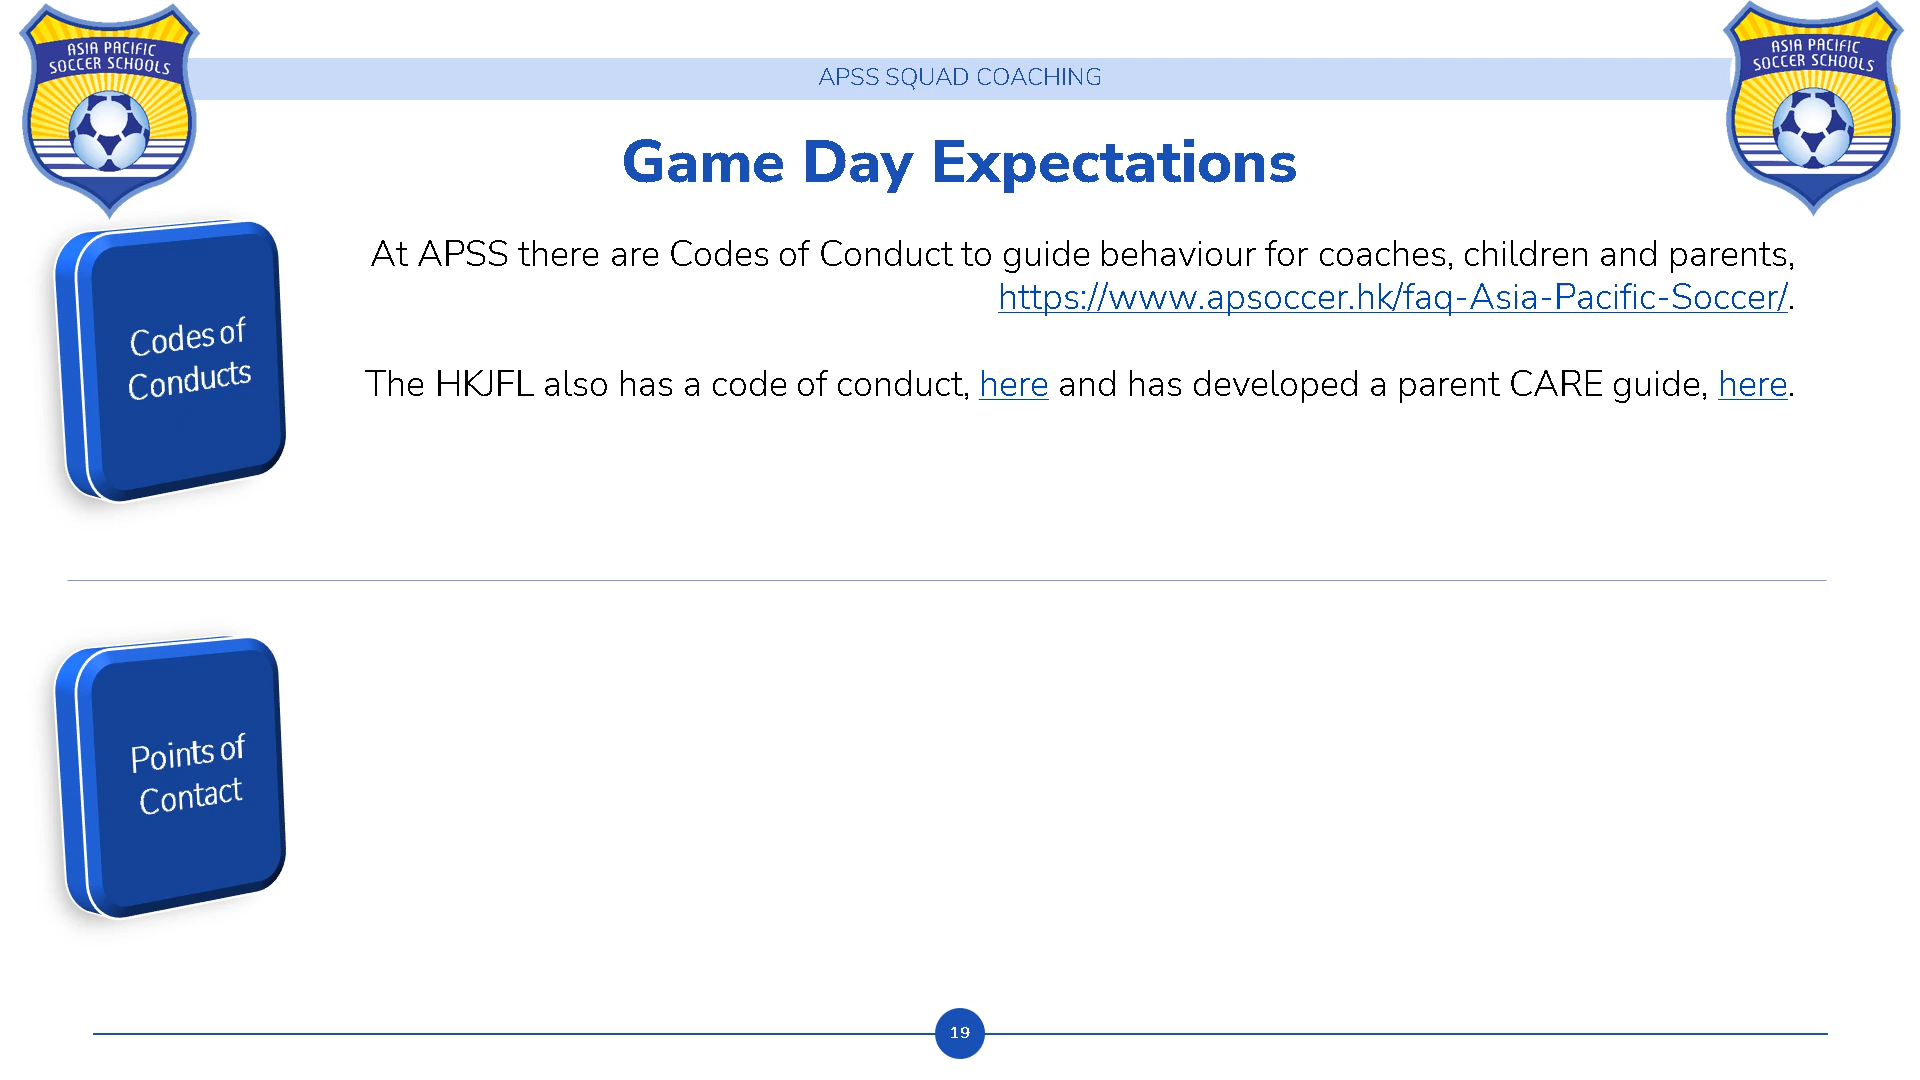 ASIA PACIFIC
SOCCER SCHOOLS
APSS SQUAD COACHING
ASIA PACIFIC
SOCCER SCHOOLS
Game Day Expectations
Codes of
Conducts
At APSS there are Codes of Conduct to guide behaviour for coaches, children and parents,
https://www.apsoccer.hk/faq-Asia-Pacific-Soccer/.
The HKJFL also has a code of conduct, here and has developed a parent CARE guide, here.
Points of
Contact
19